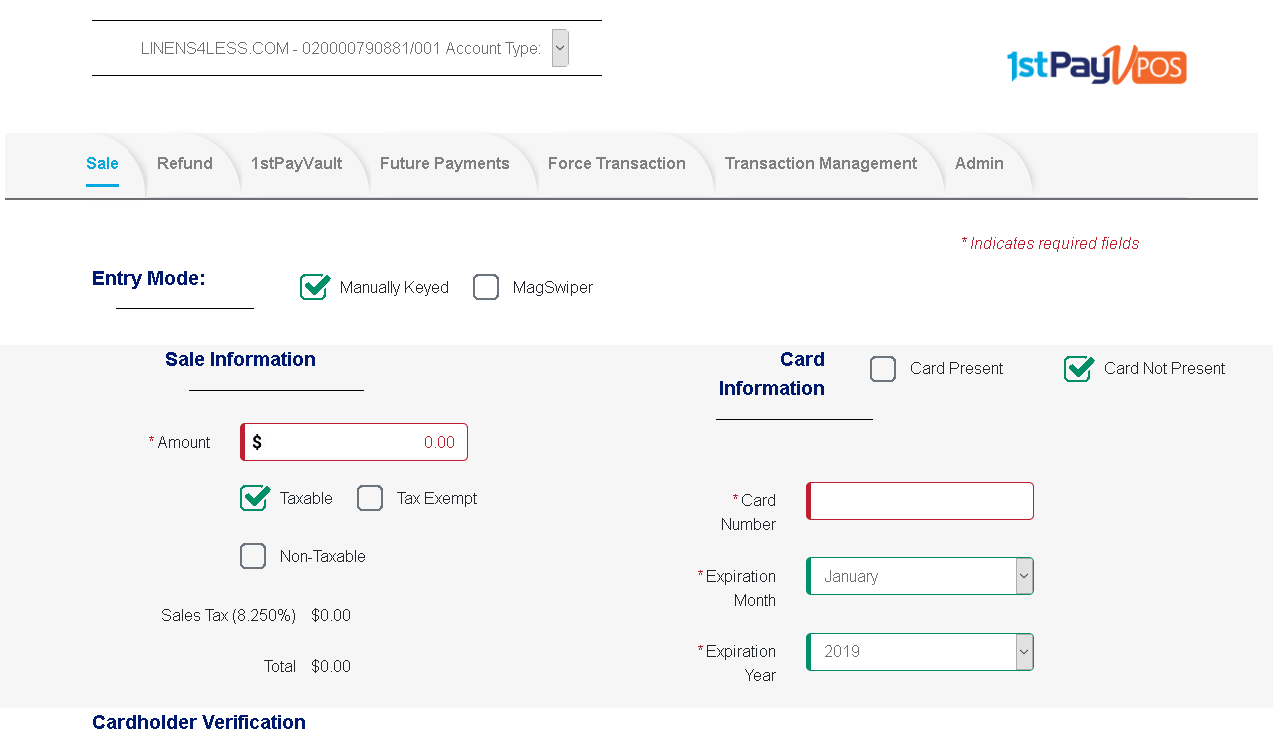 LINENS4LESS.COM - 020000790881/001 Account Type:
1stPay VPOS
Sale Refund 1stPayVault Future Payments Force Transaction Transaction Management Admin
* Indicates required fields
Entry Mode: Manually Keyed MagSwiper
Sale Information
* Amount $ 0.00
Taxable Tax Exempt
Non-Taxable
Sales Tax (8.250%) $0.00
Total $0.00
Card
Information
Card Present Card Not Present
* Card
Number
* Expiration
Month
January
* Expiration
Year
2019
Cardholder Verification